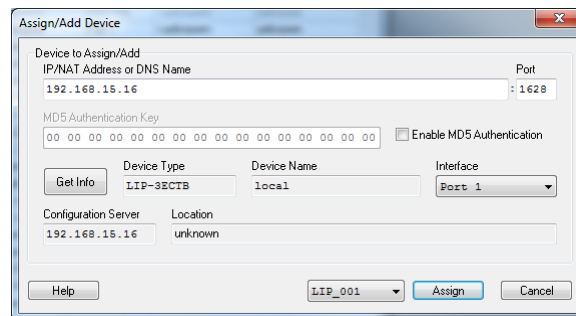 Assign/Add Device
Device to Assign/Add
IP/NAT Address or DNS Name Port
192.168.15.16 : 1628
MD5 Authentication Key
00 00 00 00 00 00 00 00 00 00 00 00 00 00 00 00 Enable MD5 Authentication
Device Type Device Name Interface
Get Info LIP-3ECTB local Port 1
Configuration Server Location
192.168.15.16 unknown
Help LIP_001 Assign Cancel